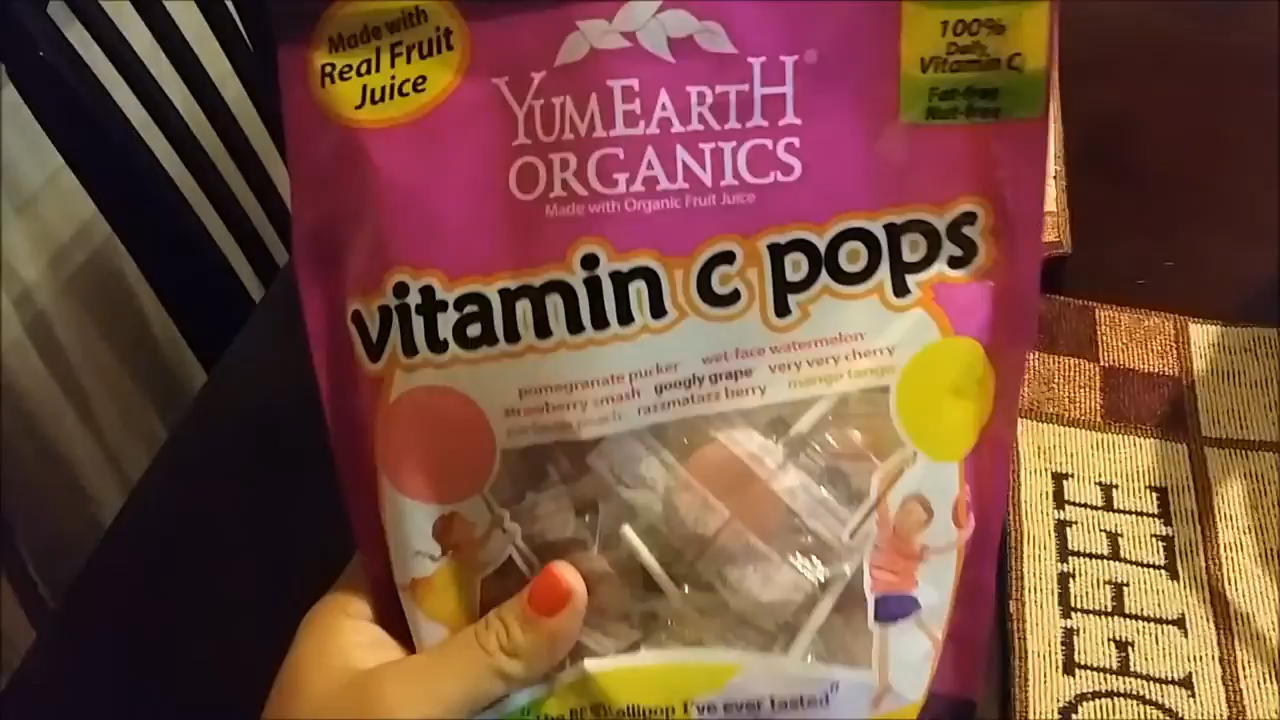 Made with
Real Fruit
Juice
100%
Daily
Vitamin C
Fat-free
Nut-free
YUMEARTH®
ORGANICS
Made with Organic Fruit Juice
vitamin c pops
pomegranate pucker wet-face watermelon
strawberry smash googly grape very very cherry
razzmatazz berry mango tango
"the BEST lollipop I've ever tasted"
OFFEE